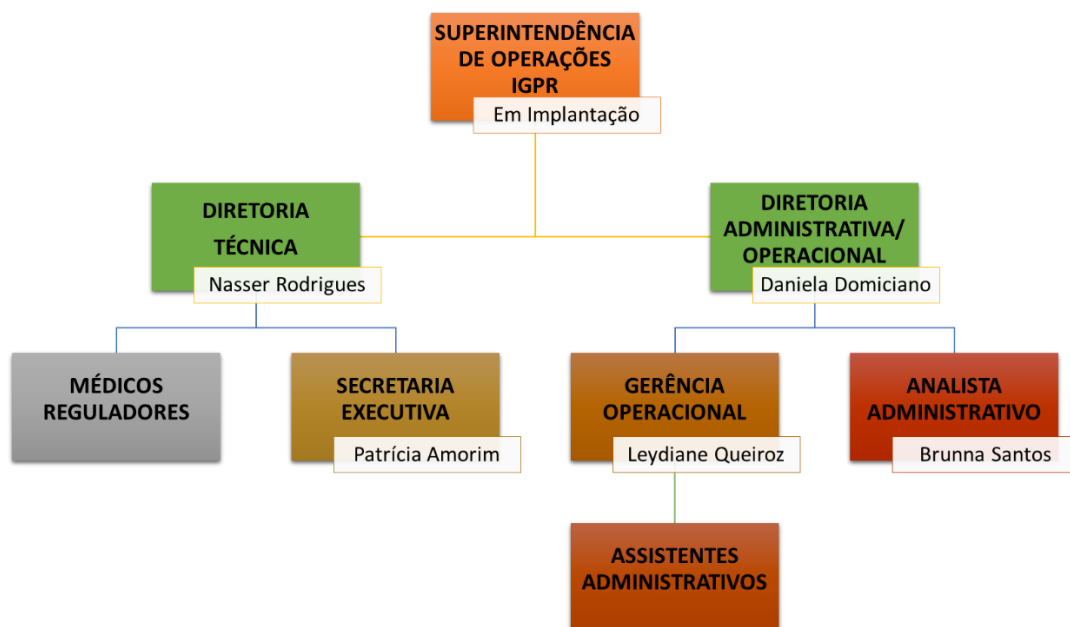 SUPERINTENDÊNCIA
DE OPERAÇÕES
IGPR
Em Implantação
DIRETORIA
TÉCNICA
Nasser Rodrigues
DIRETORIA
ADMINISTRATIVA/
OPERACIONAL
Daniela Domiciano
MÉDICOS
REGULADORES
SECRETARIA
EXECUTIVA
Patrícia Amorim
GERÊNCIA
OPERACIONAL
Leydiane Queiroz
ANALISTA
ADMINISTRATIVO
Brunna Santos
ASSISTENTES
ADMINISTRATIVOS